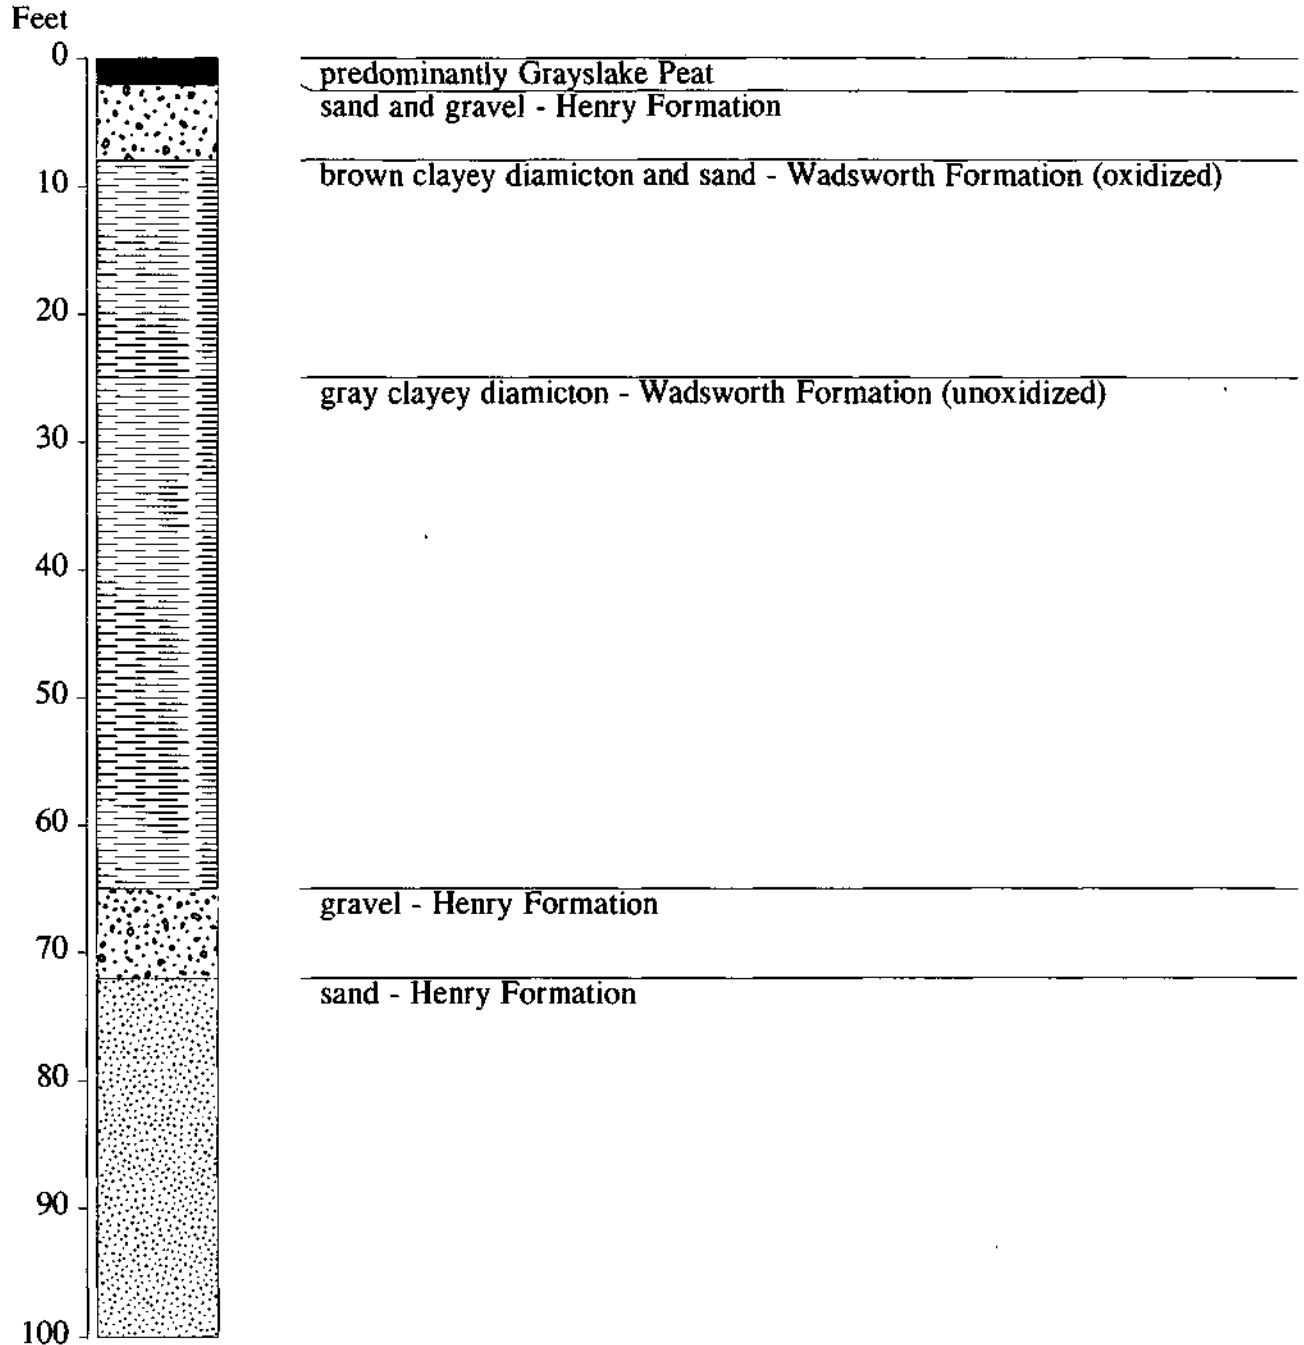 Feet
0
predominantly Grayslake Peat
sand and gravel - Henry Formation
10
brown clayey diamicton and sand - Wadsworth Formation (oxidized)
20
gray clayey diamicton - Wadsworth Formation (unoxidized)
30
40
50
60
gravel - Henry Formation
70
sand - Henry Formation
80
90
100